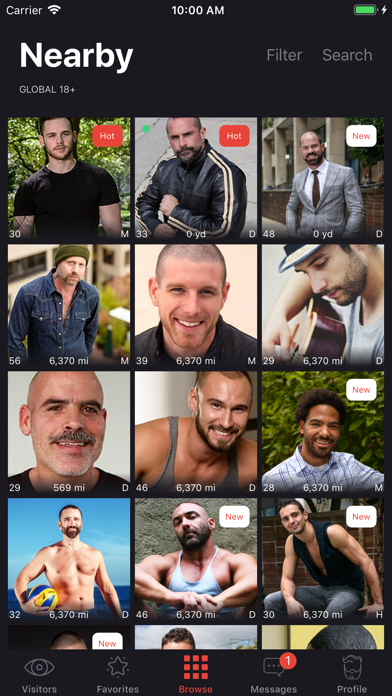 Carrier 10:00 AM
Nearby
Filter Search
GLOBAL 18+
Hot
Hot
New
30 M
33 0 yd D
48 0 yd D
56 6,370 mi M
39 6,370 mi M
29 6,370 mi D
New
29 569 mi D
46 6,370 mi D
28 6,370 mi M
New
New
32 6,370 mi D
46 6,370 mi D
29 6,370 mi H
New
1
Visitors
Favorites
Browse
Messages
Profile